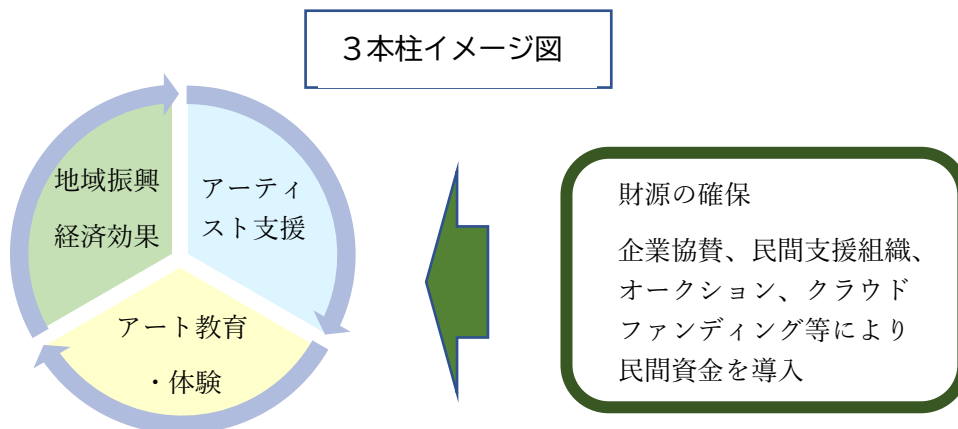 ３本柱イメージ図
地域振興
経済効果
アーティ
スト支援
アート教育
・体験
財源の確保
企業協賛、民間支援組織、
オークション、クラウド
ファンディング等により
民間資金を導入